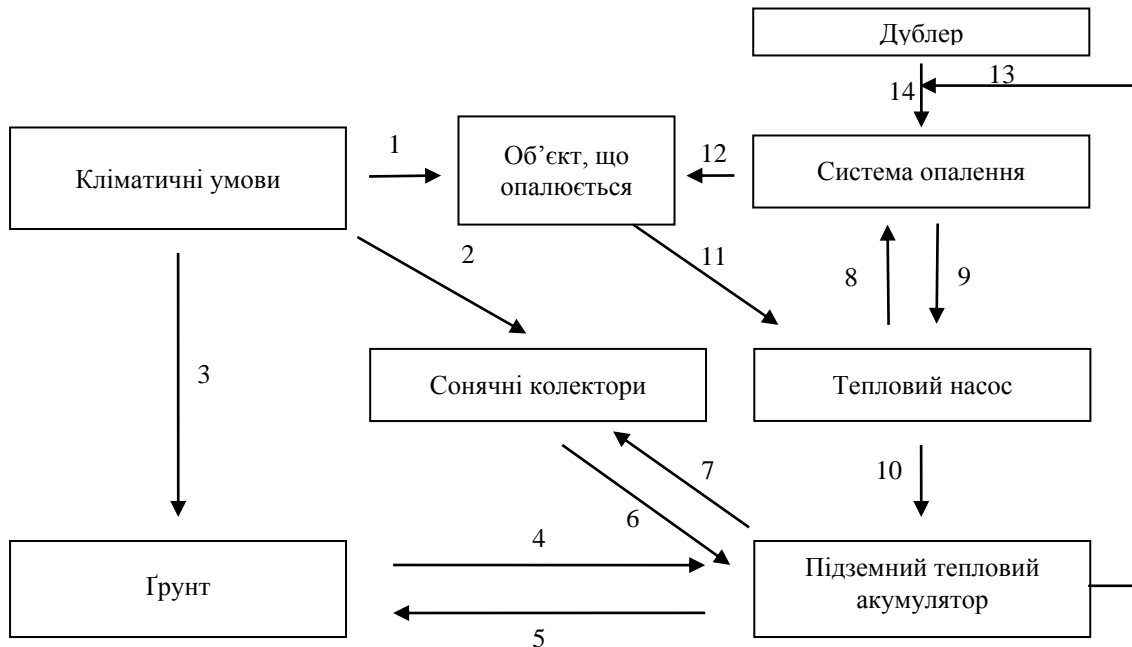 Дублер
13
14
1
Об’єкт, що
опалюється
12
Кліматичні умови
Система опалення
2
11
8
9
3
Сонячні колектори
Тепловий насос
7
10
6
4
Ґрунт
Підземний тепловий
акумулятор
5